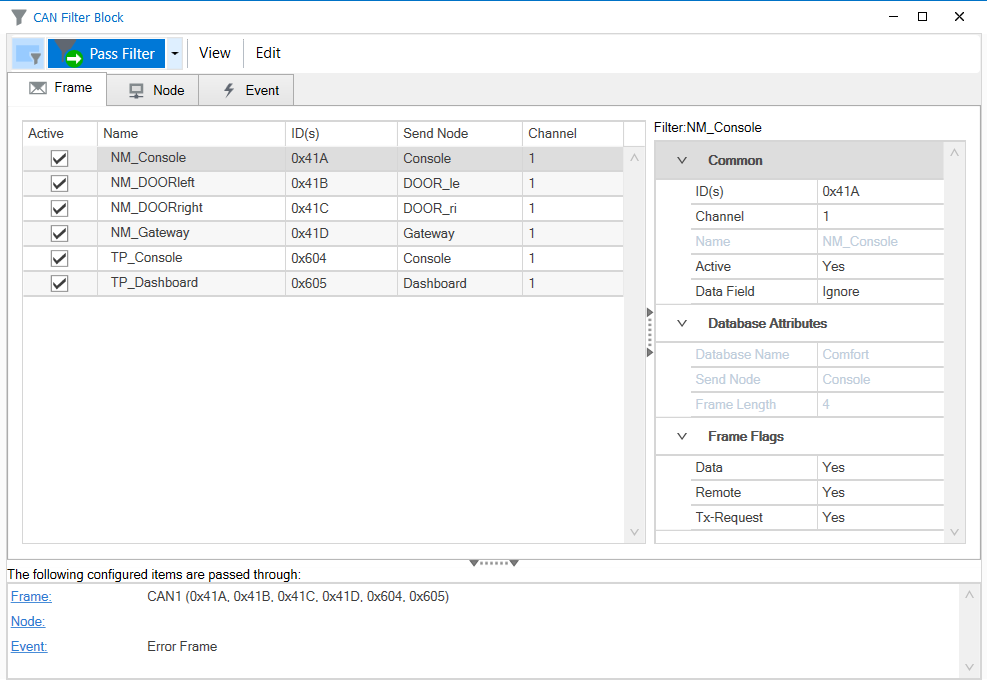 CAN Filter Block
Pass Filter View Edit
Frame Node Event
Filter:NM_Console
Active Name ID(s) Send Node Channel
NM_Console 0x41A Console 1
NM_DOORleft 0x41B DOOR_le 1
NM_DOORright 0x41C DOOR_ri 1
NM_Gateway 0x41D Gateway 1
TP_Console 0x604 Console 1
TP_Dashboard 0x605 Dashboard 1
Common
ID(s) 0x41A
Channel 1
Name NM_Console
Active Yes
Data Field Ignore
Database Attributes
Database Name Comfort
Send Node Console
Frame Length 4
Frame Flags
Data Yes
Remote Yes
Tx-Request Yes
The following configured items are passed through:
Frame: CAN1 (0x41A, 0x41B, 0x41C, 0x41D, 0x604, 0x605)
Node:
Event: Error Frame